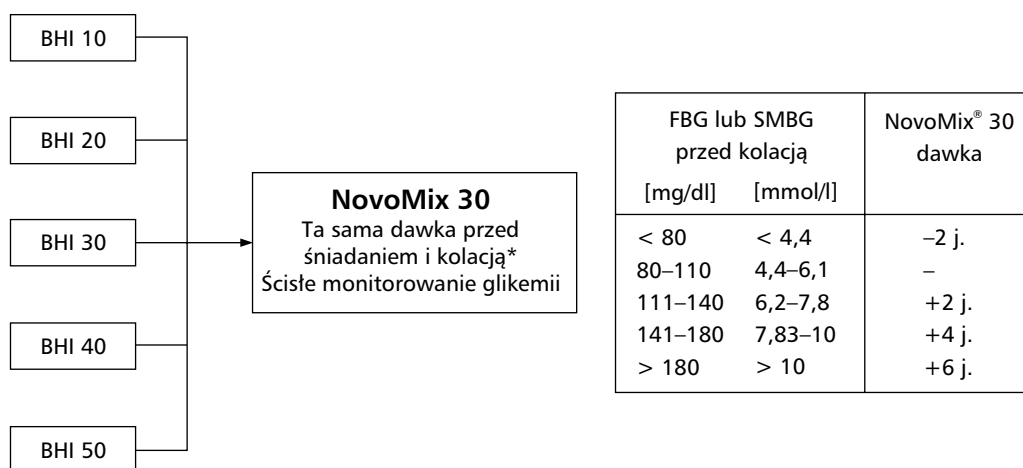 BHI 10
BHI 20
BHI 30
BHI 40
BHI 50
NovoMix 30
Ta sama dawka przed
śniadaniem i kolacją*
Ścisłe monitorowanie glikemii
FBG lub SMBG
przed kolacją
[mg/dl] [mmol/l]
NovoMix® 30
dawka
< 80 < 4,4 –2 j.
80–110 4,4–6,1 –
111–140 6,2–7,8 +2 j.
141–180 7,83–10 +4 j.
> 180 > 10 +6 j.